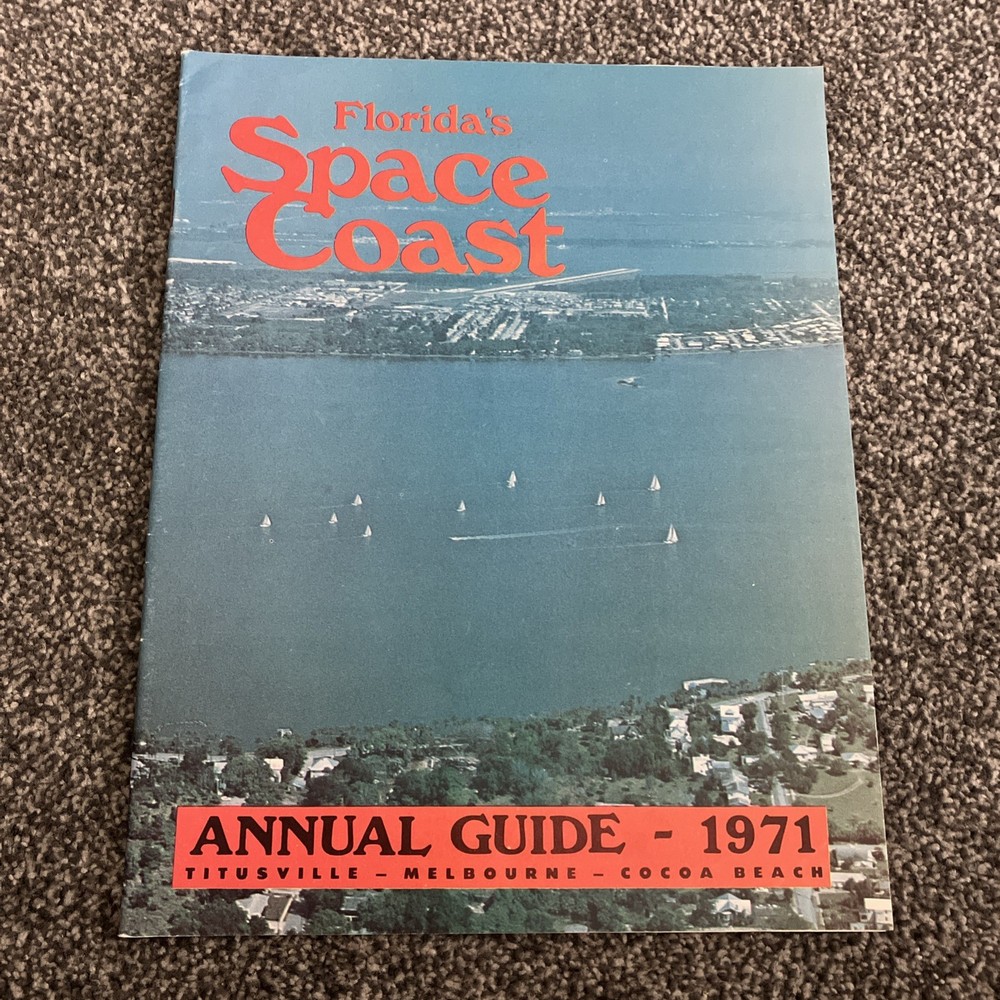 Florida's
Space
Coast
ANNUAL GUIDE - 1971
TITUSVILLE – MELBOURNE – COCOA BEACH